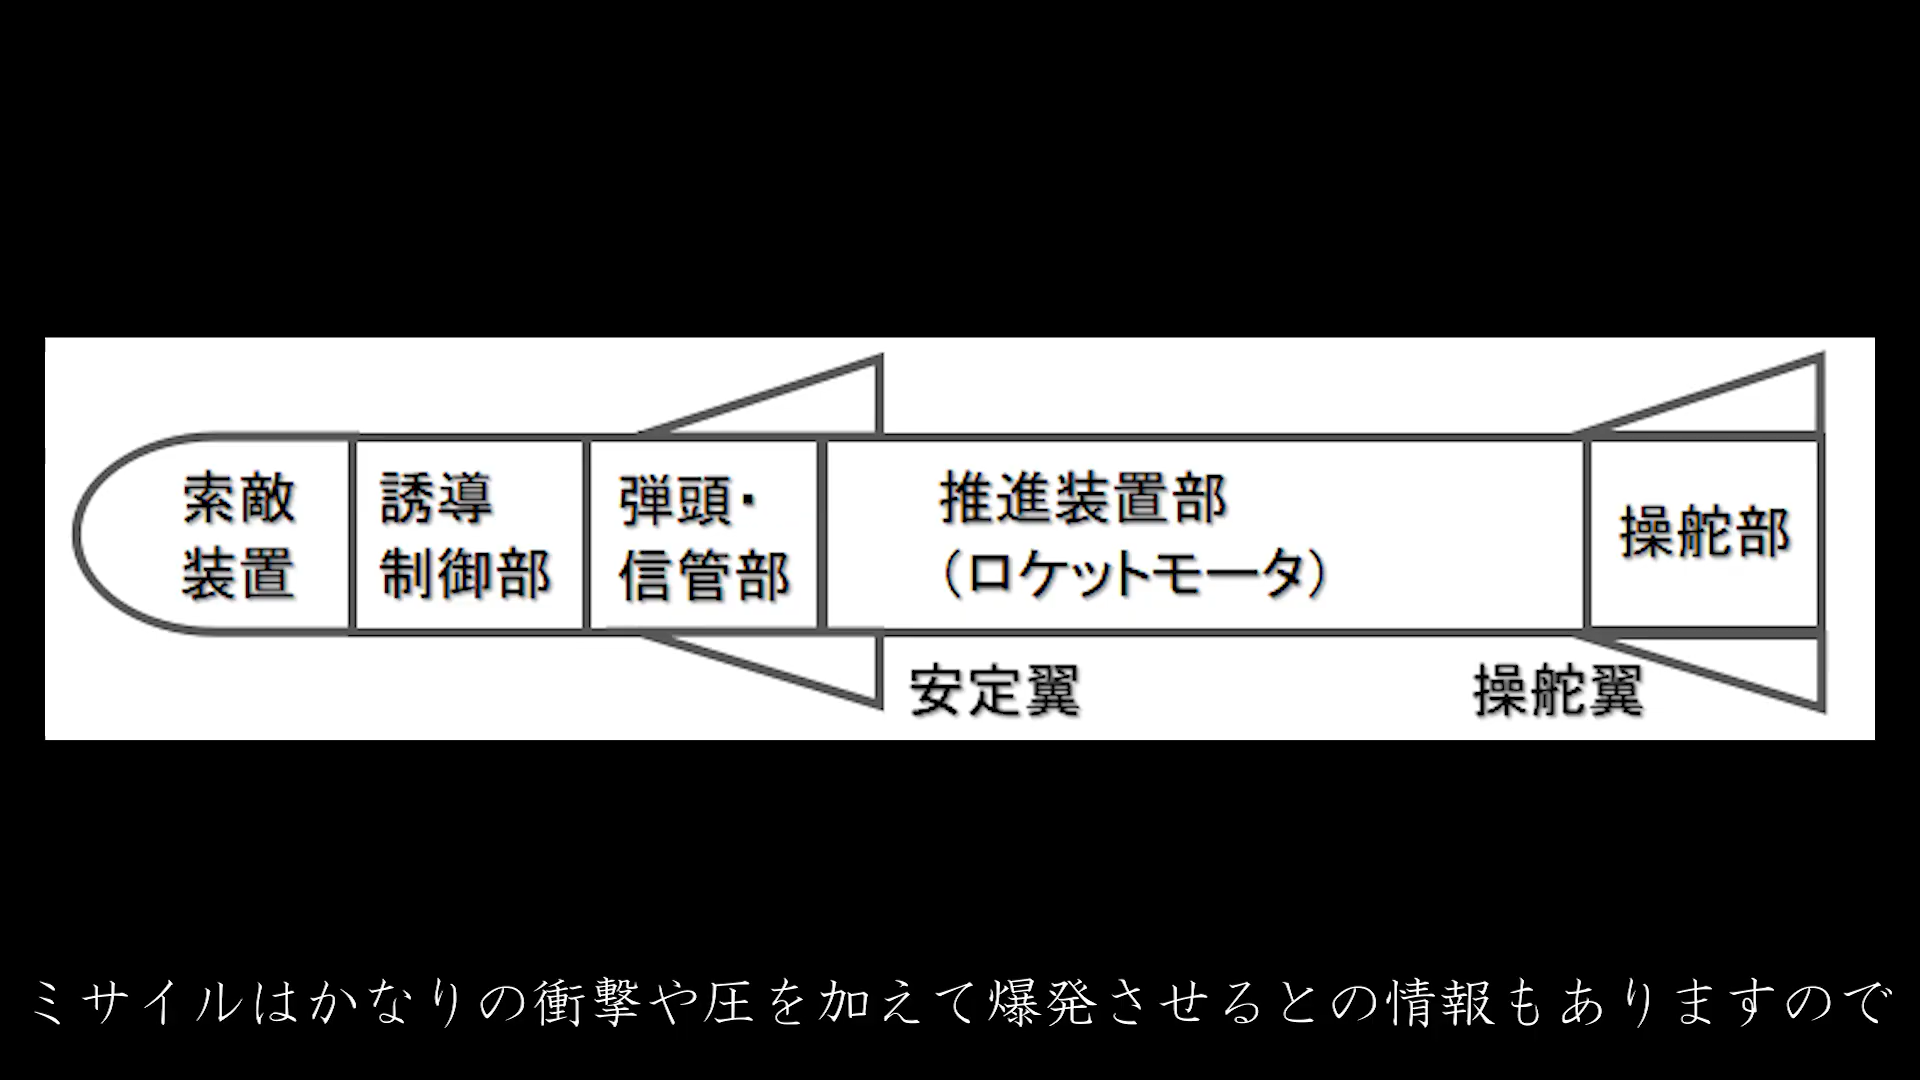 索敵
装置
誘導
制御部
弾頭・
信管部
推進装置部
（ロケットモータ）
操舵部
安定翼
操舵翼
ミサイルはかなりの衝撃や圧を加えて爆発させるとの情報もありますので